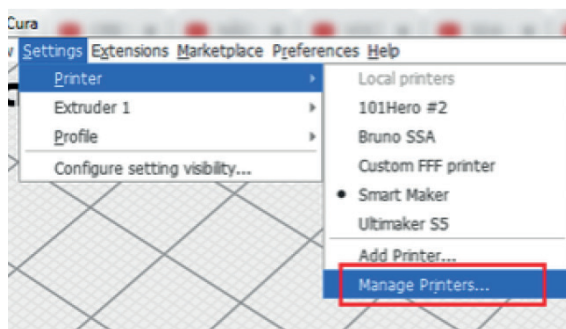 Cura
Settings Extensions Marketplace Preferences Help
Printer
Extruder 1
Profile
Configure setting visibility...
Local printers
101Hero #2
Bruno SSA
Custom FFF printer
Smart Maker
Ultimaker S5
Add Printer...
Manage Printers...